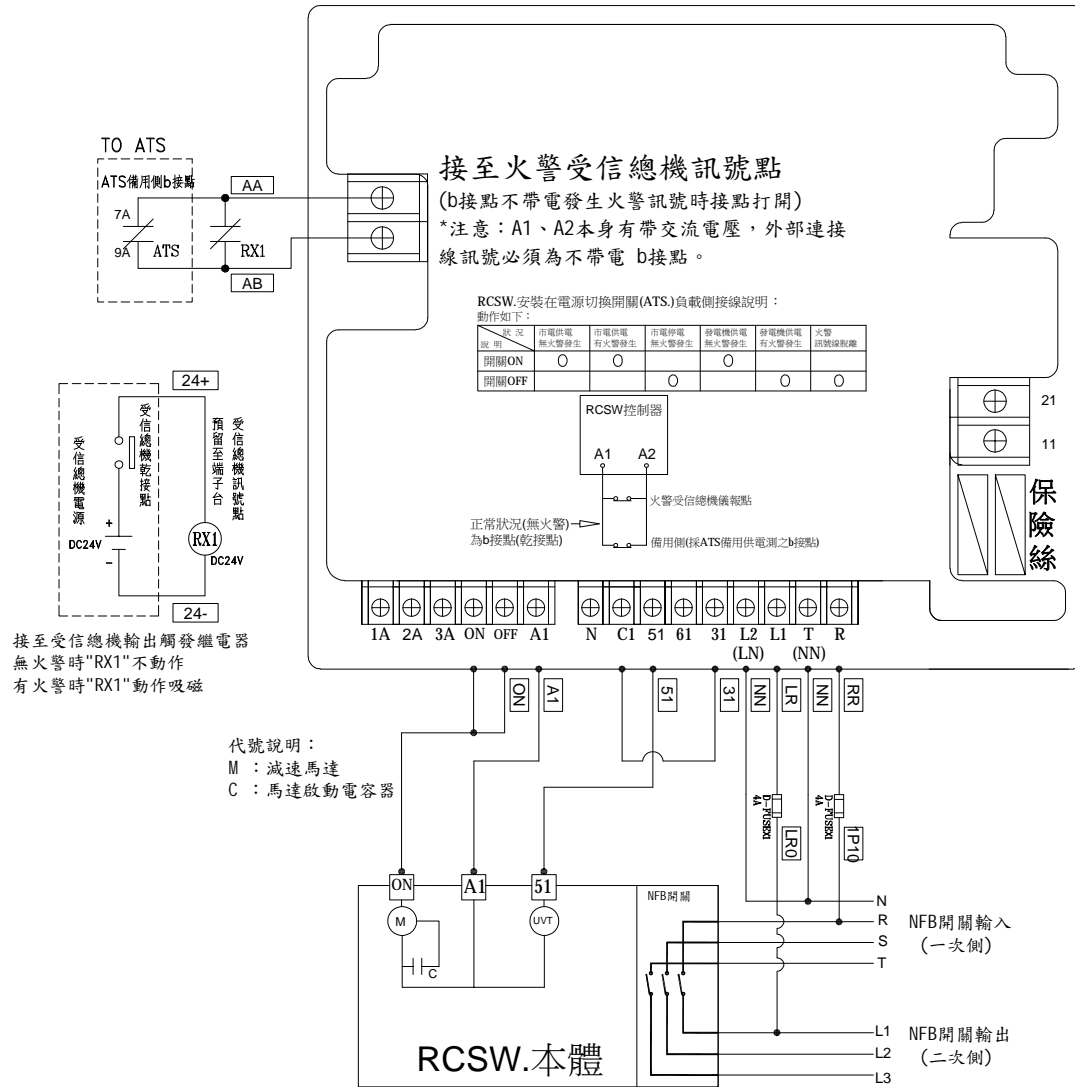 TO ATS
ATS備用側b接點
AA
7A
9A
ATS
RX1
AB
接至火警受信總機訊號點
(b接點不帶電發生火警訊號時接點打開)
*注意：A1、A2本身有帶交流電壓，外部連接
線訊號必須為不帶電 b接點。
RCSW.安裝在電源切換開關(ATS.)負載側接線說明：
動作如下：
狀 況
說 明
市電供電
無火警發生
市電供電
有火警發生
市電停電
無火警發生
發電機供電
無火警發生
發電機供電
有火警發生
火警
訊號線脫離
開關ON O O O
開關OFF O O O
RCSW控制器
A1 A2
火警受信總機儀報點
正常狀況(無火警)
為b接點(乾接點)
備用側(採ATS備用供電測之b接點)
24+
受信總機電源
受信總機乾接點
預留至端子台
受信總機訊號點
+
DC24V
−
RX1
DC24V
24-
接至受信總機輸出觸發繼電器
無火警時"RX1"不動作
有火警時"RX1"動作吸磁
21
11
保險絲
1A 2A 3A ON OFF A1 N C1 51 61 31 L2 L1 T R
(LN) (NN)
ON A1 51 31 NN LR NN RR
代號說明：
M ：減速馬達
C ：馬達啟動電容器
D-FUSEX1
4A
LR0
D-FUSEX1
4A
1P10
ON A1 51
M
C
UVT
NFB開關
N
R
S
T
NFB開關輸入
(一次側)
L1
L2
L3
NFB開關輸出
(二次側)
RCSW.本體